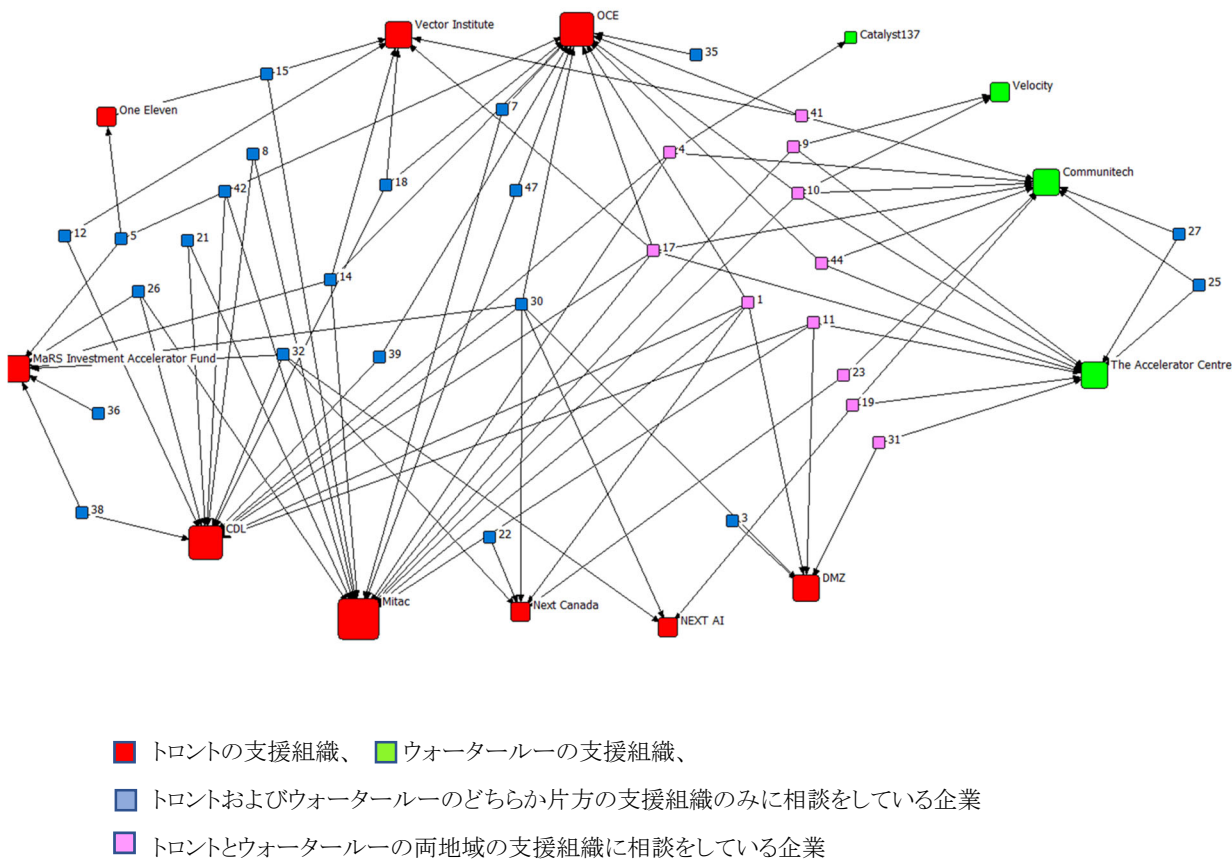 OCE
Vector Institute
Catalyst137
35
15
Velocity
7
One Eleven
41
9
8
4
Communitech
18
42
47
10
12
5
21
17
27
44
14
26
25
30
1
11
32
39
MaRS Investment Accelerator Fund
The Accelerator Centre
23
19
36
31
38
3
CDL
22
DMZ
Mitac
Next Canada
NEXT AI
トロントの支援組織、 ウォータールーの支援組織、
トロントおよびウォータールーのどちらか片方の支援組織のみに相談をしている企業
トロントとウォータールーの両地域の支援組織に相談をしている企業